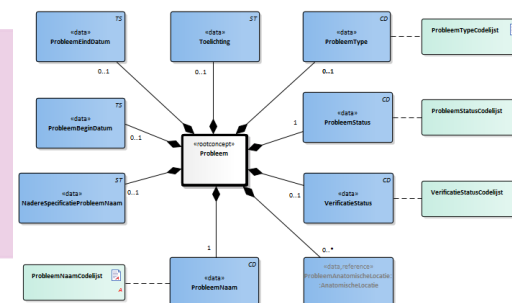 TS
«data»
ProbleemEindDatum
0..1
ST
«data»
Toelichting
0..1
CD
«data»
ProbleemType
0..1
ProbleemTypeCodelijst
TS
«data»
ProbleemBeginDatum
0..1
«rootconcept»
Probleem
CD
«data»
ProbleemStatus
1
ProbleemStatusCodelijst
ST
«data»
NadereSpecificatieProbleemNaam
0..1
CD
«data»
VerificatieStatus
0..1
VerificatieStatusCodelijst
ProbleemNaamCodelijst
CD
«data»
ProbleemNaam
1
0..*
«data,reference»
ProbleemAnatomischeLocatie:
:AnatomischeLocatie